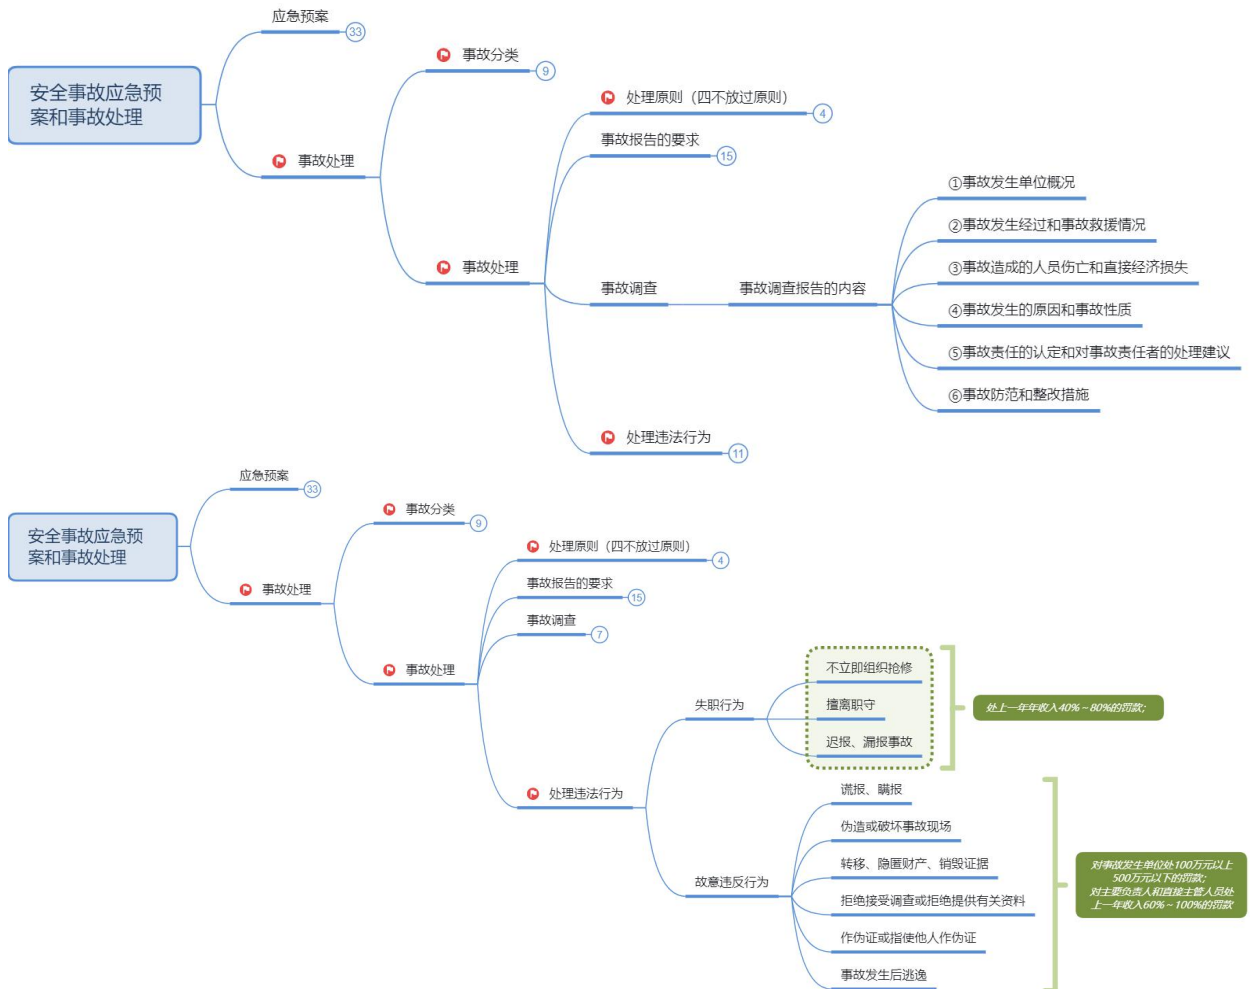 应急预案
33
安全事故应急预
案和事故处理
事故分类
9
事故处理
处理原则（四不放过原则）
4
事故报告的要求
15
事故处理
事故调查
事故调查报告的内容
①事故发生单位概况
②事故发生经过和事故救援情况
③事故造成的人员伤亡和直接经济损失
④事故发生的原因和事故性质
⑤事故责任的认定和对事故责任者的处理建议
⑥事故防范和整改措施
处理违法行为
11
应急预案
33
安全事故应急预
案和事故处理
事故分类
9
事故处理
处理原则（四不放过原则）
4
事故报告的要求
15
事故调查
7
事故处理
处理违法行为
失职行为
不立即组织抢修
擅离职守
迟报、漏报事故
处上一年年收入40%～80%的罚款；
故意违反行为
谎报、瞒报
伪造或破坏事故现场
转移、隐匿财产、销毁证据
拒绝接受调查或拒绝提供有关资料
作伪证或指使他人作伪证
事故发生后逃逸
对事故发生单位处100万元以上
500万元以下的罚款；
对主要负责人和直接主管人员处
上一年收入60%～100%的罚款